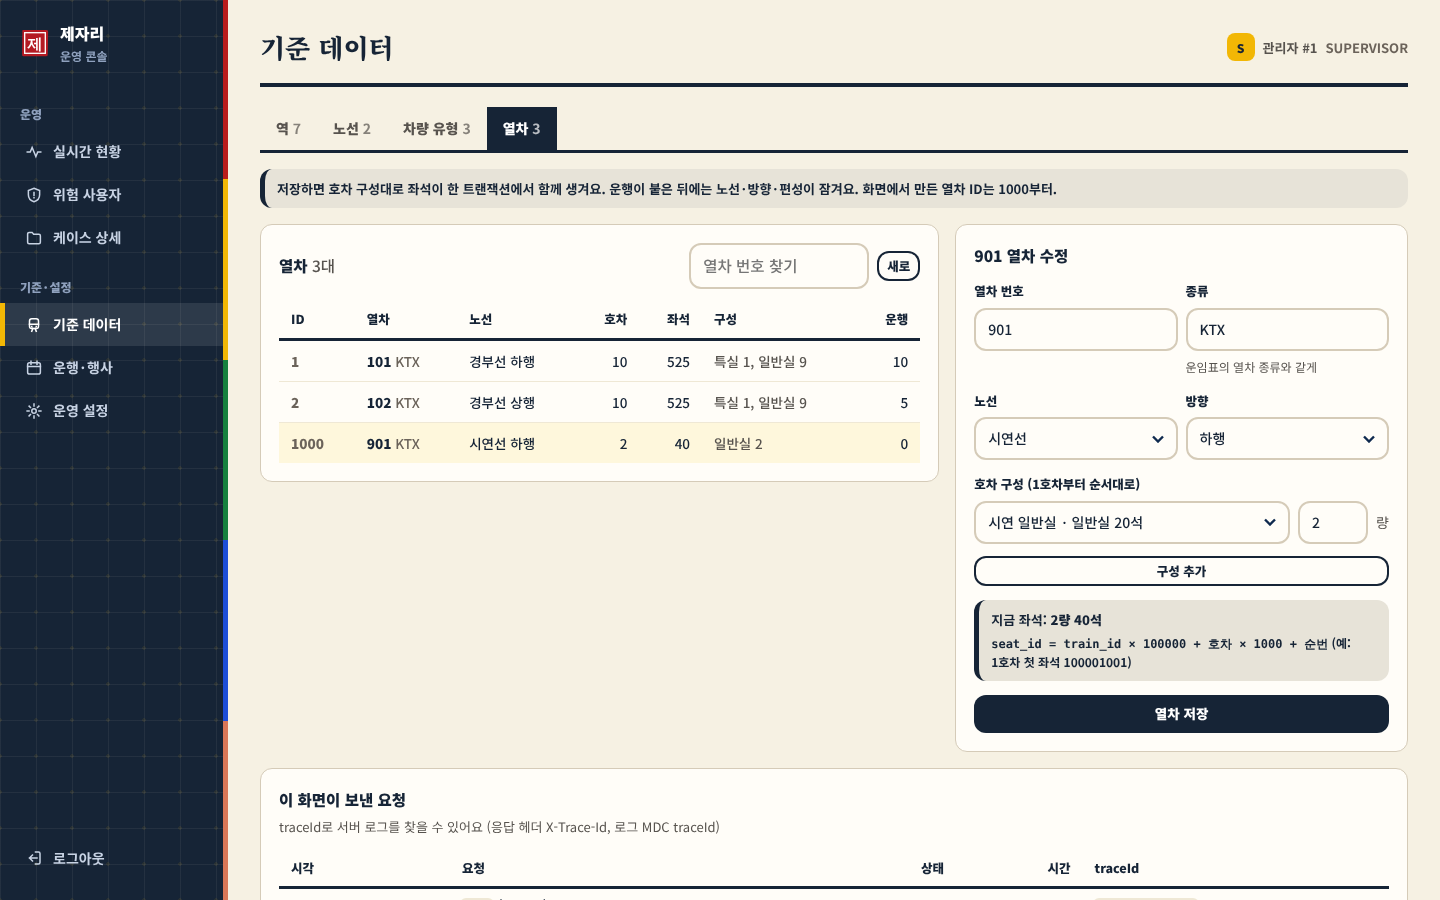 제
제자리
운영 콘솔
운영
실시간 현황
위험 사용자
케이스 상세
기준·설정
기준 데이터
운행·행사
운영 설정
로그아웃
기준 데이터
S 관리자 #1 SUPERVISOR
역 7 노선 2 차량 유형 3 열차 3
저장하면 호차 구성대로 좌석이 한 트랜잭션에서 함께 생겨요. 운행이 붙은 뒤에는 노선·방향·편성이 잠겨요. 화면에서 만든 열차 ID는 1000부터.
열차 3대 열차 번호 찾기 새로
ID 열차 노선 호차 좌석 구성 운행
1 101 KTX 경부선 하행 10 525 특실 1, 일반실 9 10
2 102 KTX 경부선 상행 10 525 특실 1, 일반실 9 5
1000 901 KTX 시연선 하행 2 40 일반실 2 0
901 열차 수정
열차 번호 종류
901 KTX
운임표의 열차 종류와 같게
노선 방향
시연선 하행
호차 구성 (1호차부터 순서대로)
시연 일반실 · 일반실 20석 2 량
구성 추가
지금 좌석: 2량 40석
seat_id = train_id × 100000 + 호차 × 1000 + 순번 (예:
1호차 첫 좌석 100001001)
열차 저장
이 화면이 보낸 요청
traceId로 서버 로그를 찾을 수 있어요 (응답 헤더 X-Trace-Id, 로그 MDC traceId)
시각 요청 상태 시간 traceId